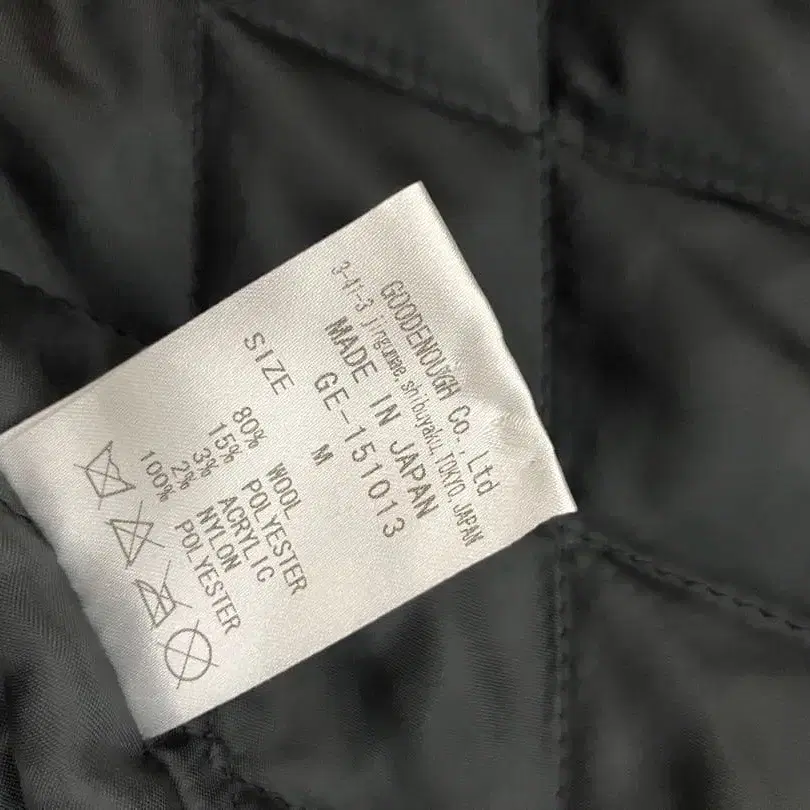 GOODENOUGH Co., Ltd
3-41-3 jingumae, shibuyaku, TOKYO, JAPAN
MADE IN JAPAN
GE-151013
SIZE M
80% WOOL
15% POLYESTER
3% ACRYLIC
2% NYLON
100% POLYESTER